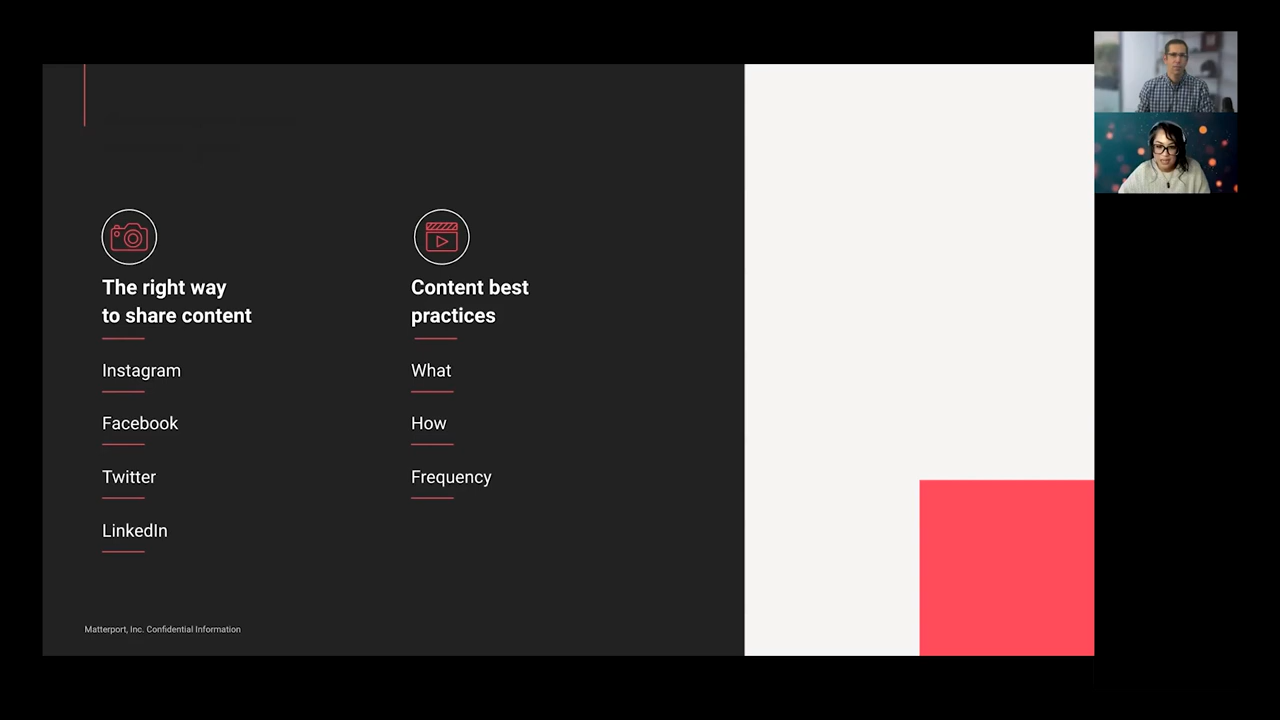 The right way
to share content
Instagram
Facebook
Twitter
LinkedIn
Content best
practices
What
How
Frequency
Matterport, Inc. Confidential Information